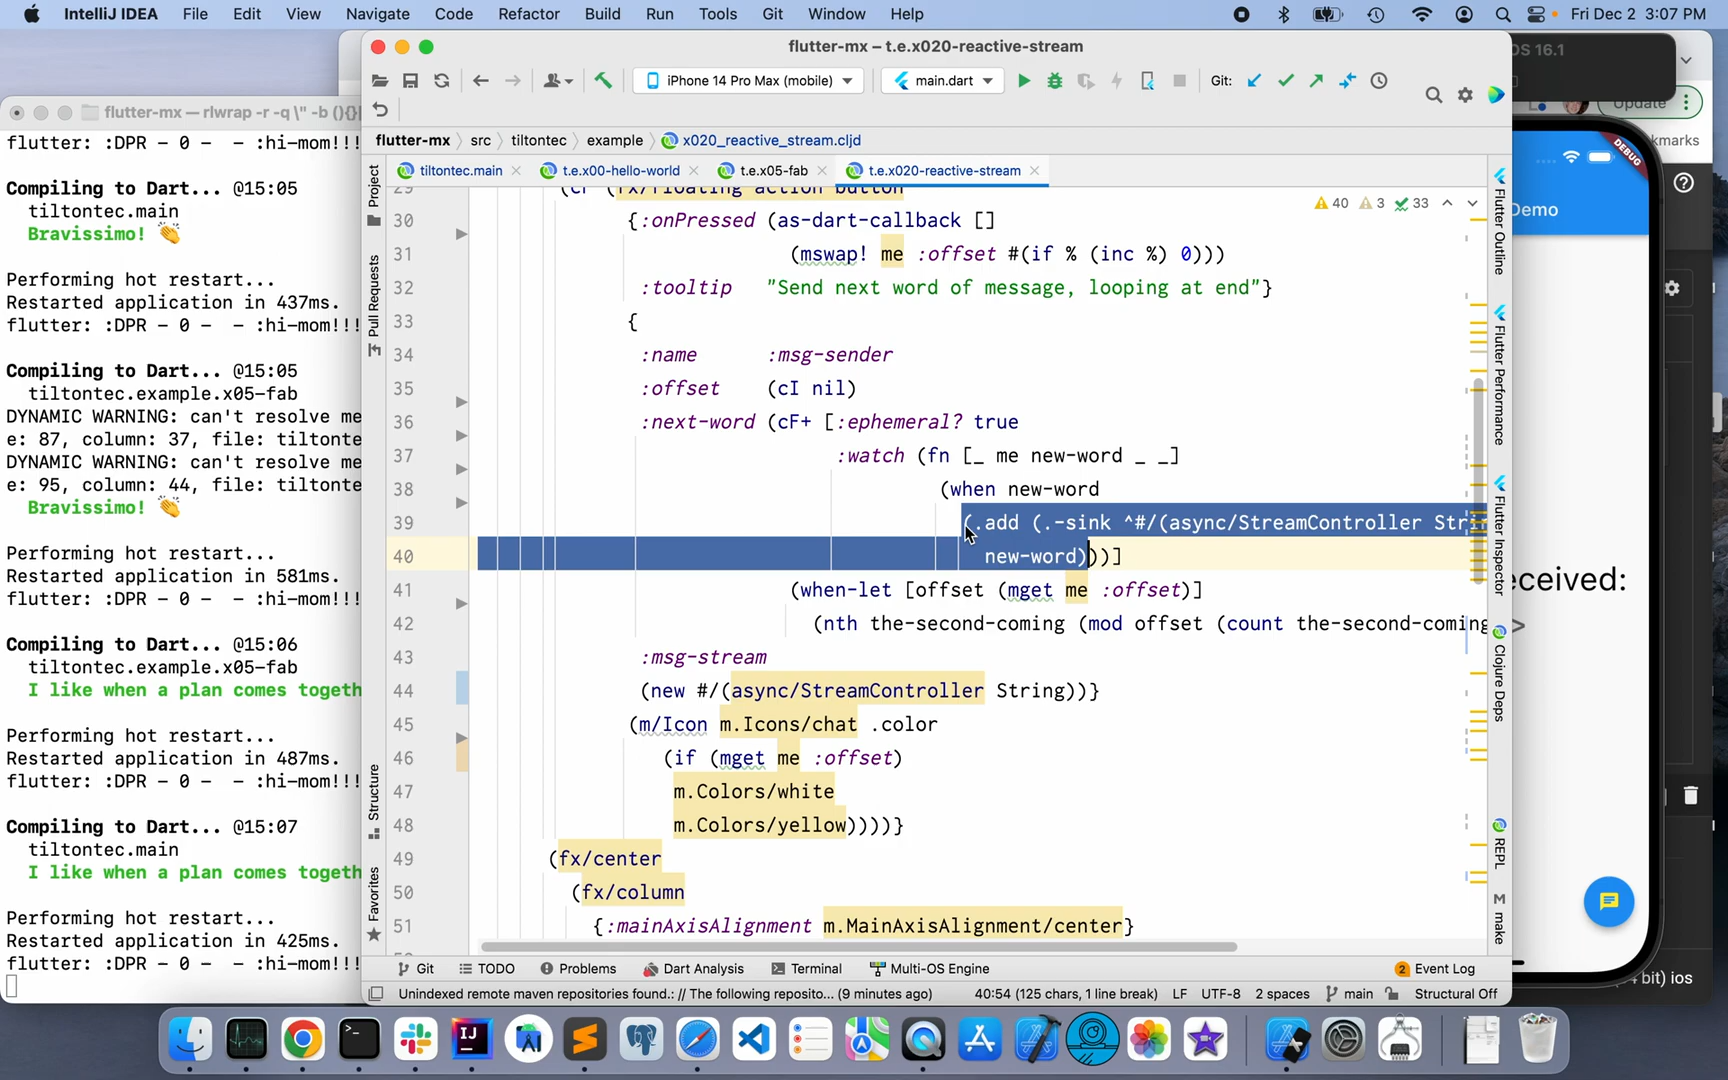 IntelliJ IDEA File Edit View Navigate Code Refactor Build Run Tools Git Window Help Fri Dec 2 3:07 PM
flutter-mx – t.e.x020-reactive-stream
OS 16.1
iPhone 14 Pro Max (mobile) main.dart Git:
Update
flutter-mx — rlwrap -r -q\" -b (){}[
flutter-mx src tiltontec example x020_reactive_stream.cljd
kmarks
tiltontec.main t.e.x00-hello-world t.e.x05-fab t.e.x020-reactive-stream
flutter: :DPR – 0 – – :hi-mom!!!
Compiling to Dart... @15:05
tiltontec.main
Bravissimo! 👏
Performing hot restart...
Restarted application in 437ms.
flutter: :DPR – 0 – – :hi-mom!!!
Compiling to Dart... @15:05
tiltontec.example.x05-fab
DYNAMIC WARNING: can't resolve me
e: 87, column: 37, file: tiltonte
DYNAMIC WARNING: can't resolve me
e: 95, column: 44, file: tiltonte
Bravissimo! 👏
Performing hot restart...
Restarted application in 581ms.
flutter: :DPR – 0 – – :hi-mom!!!
Compiling to Dart... @15:06
tiltontec.example.x05-fab
I like when a plan comes togeth
Performing hot restart...
Restarted application in 487ms.
flutter: :DPR – 0 – – :hi-mom!!!
Compiling to Dart... @15:07
tiltontec.main
I like when a plan comes togeth
Performing hot restart...
Restarted application in 425ms.
flutter: :DPR – 0 – – :hi-mom!!!
Project
Pull Requests
Structure
Favorites
40 3 33
29 (cF (fx/floating action button
30 {:onPressed (as-dart-callback []
31 (mswap! me :offset #(if % (inc %) 0)))
32 :tooltip "Send next word of message, looping at end"}
33 {
34 :name :msg-sender
35 :offset (cI nil)
36 :next-word (cF+ [:ephemeral? true
37 :watch (fn [_ me new-word _ _]
38 (when new-word
39 (.add (.-sink ^#/(async/StreamController Strin
40 new-word)))]
41 (when-let [offset (mget me :offset)]
42 (nth the-second-coming (mod offset (count the-second-coming
43 :msg-stream
44 (new #/(async/StreamController String))}
45 (m/Icon m.Icons/chat .color
46 (if (mget me :offset)
47 m.Colors/white
48 m.Colors/yellow))))}
49 (fx/center
50 (fx/column
51 {:mainAxisAlignment m.MainAxisAlignment/center}
Flutter Outline
Flutter Performance
Flutter Inspector
Clojure Deps
REPL
M make
DEBUG
Demo
eceived:
>
bit) ios
Git TODO Problems Dart Analysis Terminal Multi-OS Engine 2 Event Log
Unindexed remote maven repositories found.: // The following reposito... (9 minutes ago) 40:54 (125 chars, 1 line break) LF UTF-8 2 spaces main Structural Off
IJ